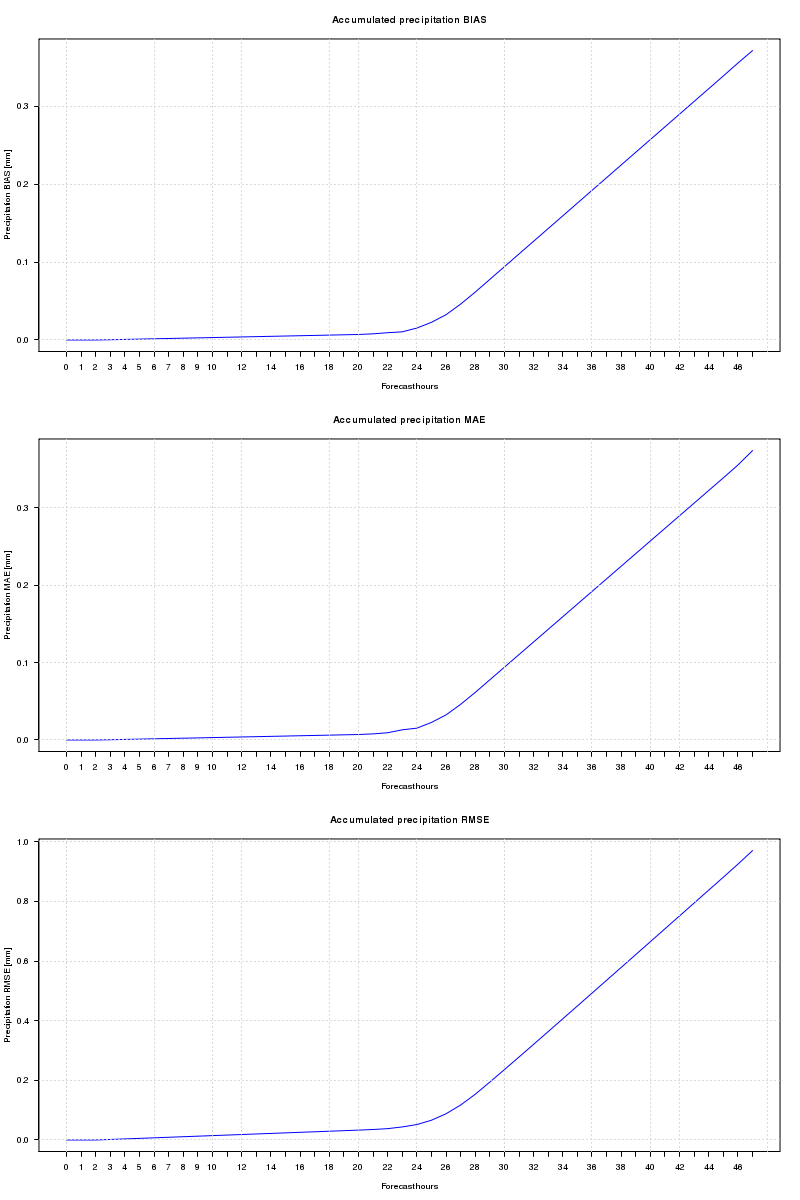 Accumulated precipitation BIAS
Precipitation BIAS [mm]
0.3
0.2
0.1
0.0
0 1 2 3 4 5 6 7 8 9 10 12 14 16 18 20 22 24 26 28 30 32 34 36 38 40 42 44 46
Forecasthours
Accumulated precipitation MAE
Precipitation MAE [mm]
0.3
0.2
0.1
0.0
0 1 2 3 4 5 6 7 8 9 10 12 14 16 18 20 22 24 26 28 30 32 34 36 38 40 42 44 46
Forecasthours
Accumulated precipitation RMSE
Precipitation RMSE [mm]
1.0
0.8
0.6
0.4
0.2
0.0
0 1 2 3 4 5 6 7 8 9 10 12 14 16 18 20 22 24 26 28 30 32 34 36 38 40 42 44 46
Forecasthours